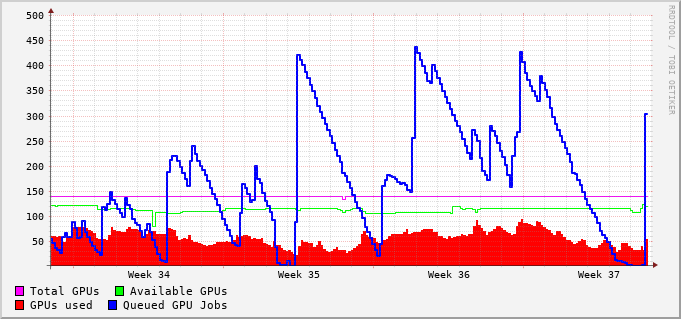 500
450
400
350
300
250
200
150
100
50
Week 34 Week 35 Week 36 Week 37
Total GPUs Available GPUs
GPUs used Queued GPU Jobs
RRDTOOL / TOBI OETIKER